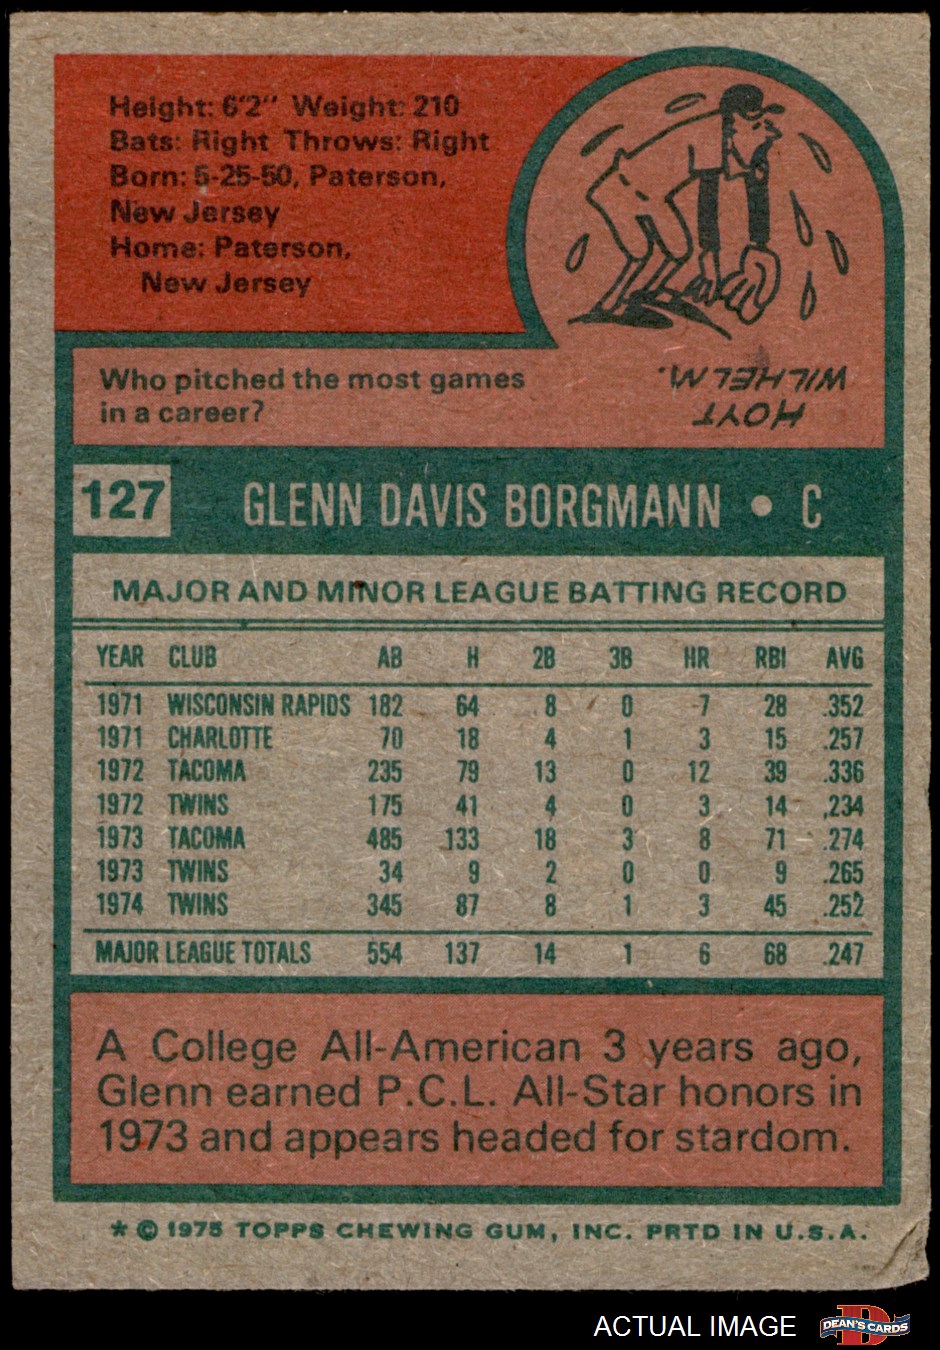 Height: 6'2" Weight: 210
Bats: Right Throws: Right
Born: 5-25-50, Paterson,
New Jersey
Home: Paterson,
New Jersey
Who pitched the most games
in a career?
HOYT
WILHELM.
127 GLENN DAVIS BORGMANN • C
MAJOR AND MINOR LEAGUE BATTING RECORD
YEAR CLUB AB H 2B 3B HR RBI AVG
1971 WISCONSIN RAPIDS 182 64 8 0 7 28 .352
1971 CHARLOTTE 70 18 4 1 3 15 .257
1972 TACOMA 235 79 13 0 12 39 .336
1972 TWINS 175 41 4 0 3 14 .234
1973 TACOMA 485 133 18 3 8 71 .274
1973 TWINS 34 9 2 0 0 9 .265
1974 TWINS 345 87 8 1 3 45 .252
MAJOR LEAGUE TOTALS 554 137 14 1 6 68 .247
A College All-American 3 years ago,
Glenn earned P.C.L. All-Star honors in
1973 and appears headed for stardom.
* © 1975 TOPPS CHEWING GUM, INC. PRTD IN U.S.A.
ACTUAL IMAGE
D
DEAN'S CARDS